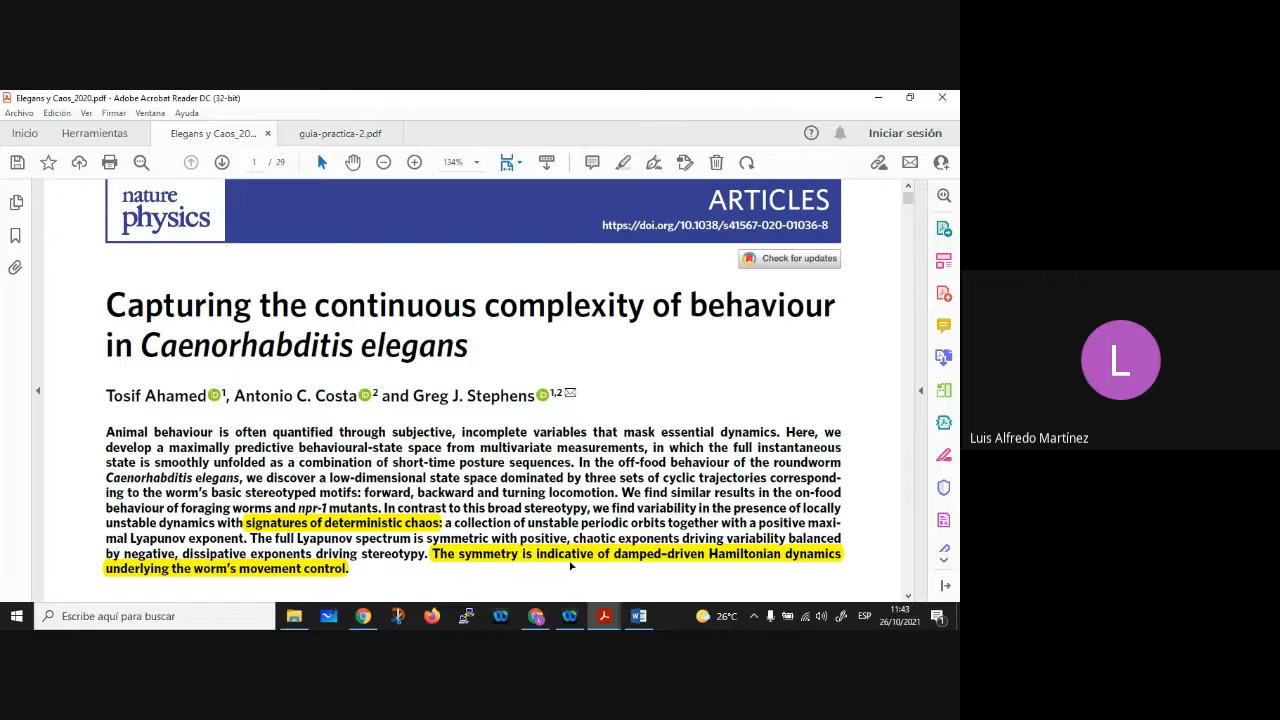 Elegans y Caos_2020.pdf - Adobe Acrobat Reader DC (32-bit)
Archivo Edición Ver Firmar Ventana Ayuda
Inicio Herramientas Elegans y Caos_20... × guia-practica-2.pdf Iniciar sesión
1 / 29 134%
nature
physics
ARTICLES
https://doi.org/10.1038/s41567-020-01036-8
Check for updates
Capturing the continuous complexity of behaviour
in Caenorhabditis elegans
Tosif Ahamed 1, Antonio C. Costa 2 and Greg J. Stephens 1,2
Animal behaviour is often quantified through subjective, incomplete variables that mask essential dynamics. Here, we
develop a maximally predictive behavioural-state space from multivariate measurements, in which the full instantaneous
state is smoothly unfolded as a combination of short-time posture sequences. In the off-food behaviour of the roundworm
Caenorhabditis elegans, we discover a low-dimensional state space dominated by three sets of cyclic trajectories correspond-
ing to the worm's basic stereotyped motifs: forward, backward and turning locomotion. We find similar results in the on-food
behaviour of foraging worms and npr-1 mutants. In contrast to this broad stereotypy, we find variability in the presence of locally
unstable dynamics with signatures of deterministic chaos: a collection of unstable periodic orbits together with a positive maxi-
mal Lyapunov exponent. The full Lyapunov spectrum is symmetric with positive, chaotic exponents driving variability balanced
by negative, dissipative exponents driving stereotypy. The symmetry is indicative of damped–driven Hamiltonian dynamics
underlying the worm's movement control.
L
Luis Alfredo Martínez
Escribe aquí para buscar
26°C ESP
11:43
26/10/2021
1